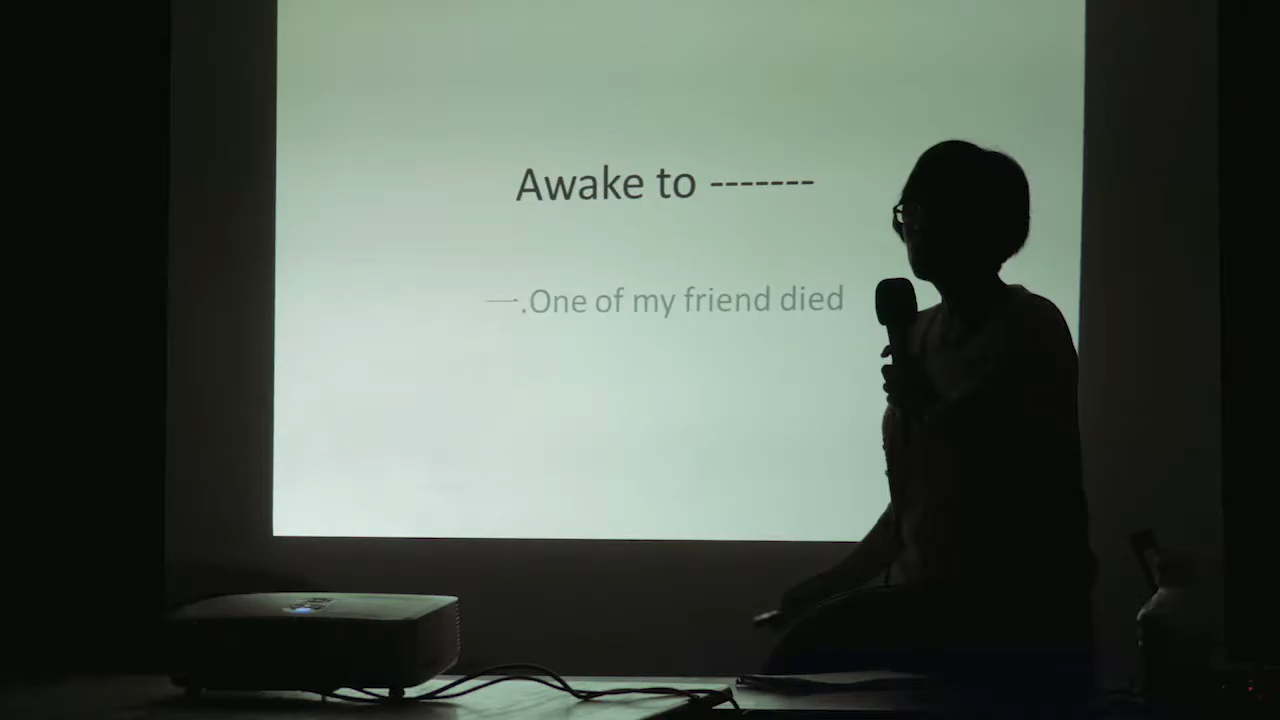 Awake to -------
一.One of my friend died